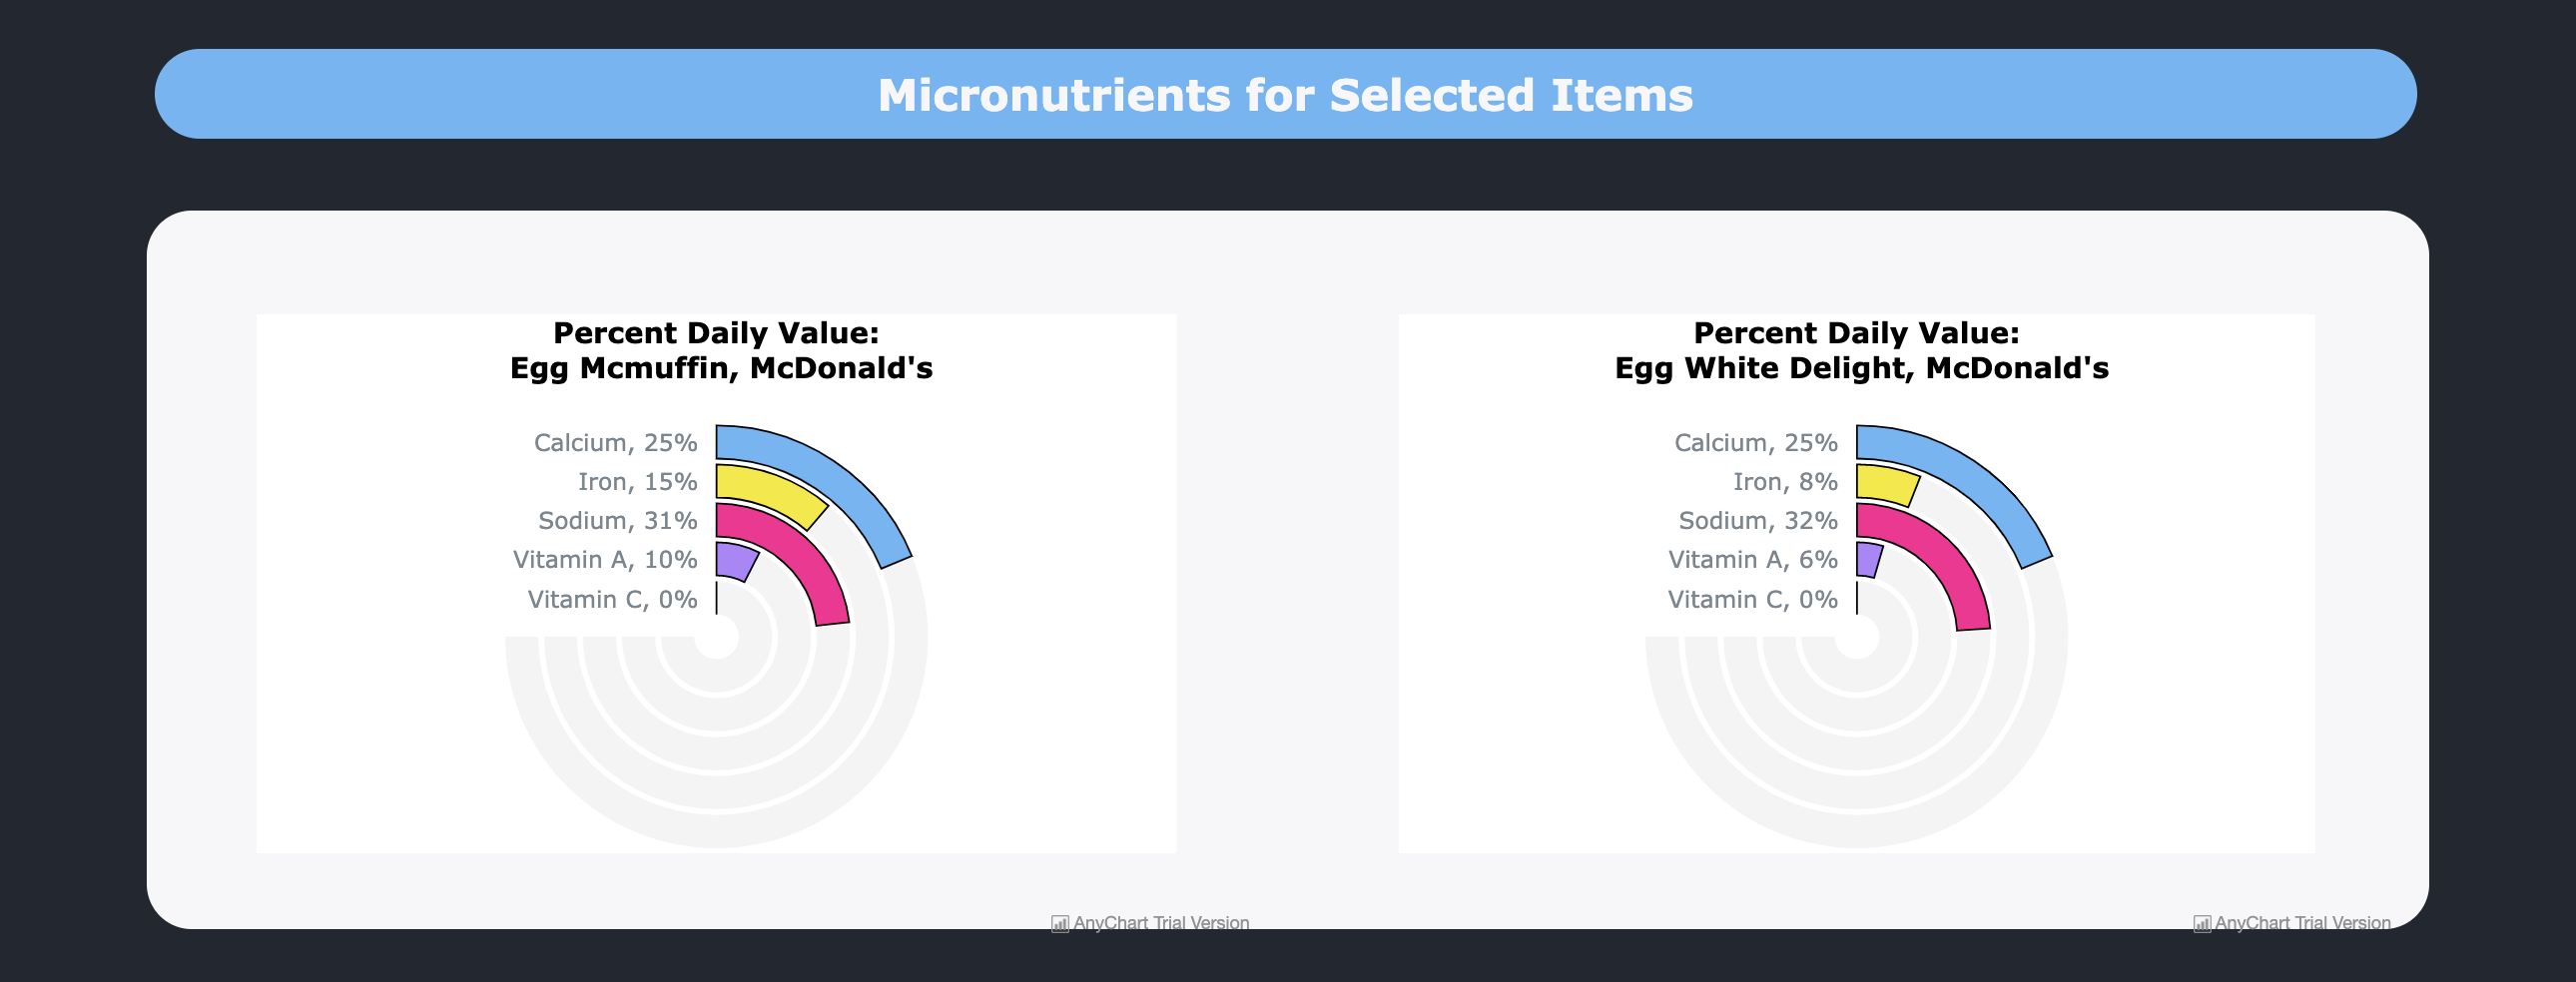 Micronutrients for Selected Items
Percent Daily Value:
Egg Mcmuffin, McDonald's
Calcium, 25%
Iron, 15%
Sodium, 31%
Vitamin A, 10%
Vitamin C, 0%
AnyChart Trial Version
Percent Daily Value:
Egg White Delight, McDonald's
Calcium, 25%
Iron, 8%
Sodium, 32%
Vitamin A, 6%
Vitamin C, 0%
AnyChart Trial Version